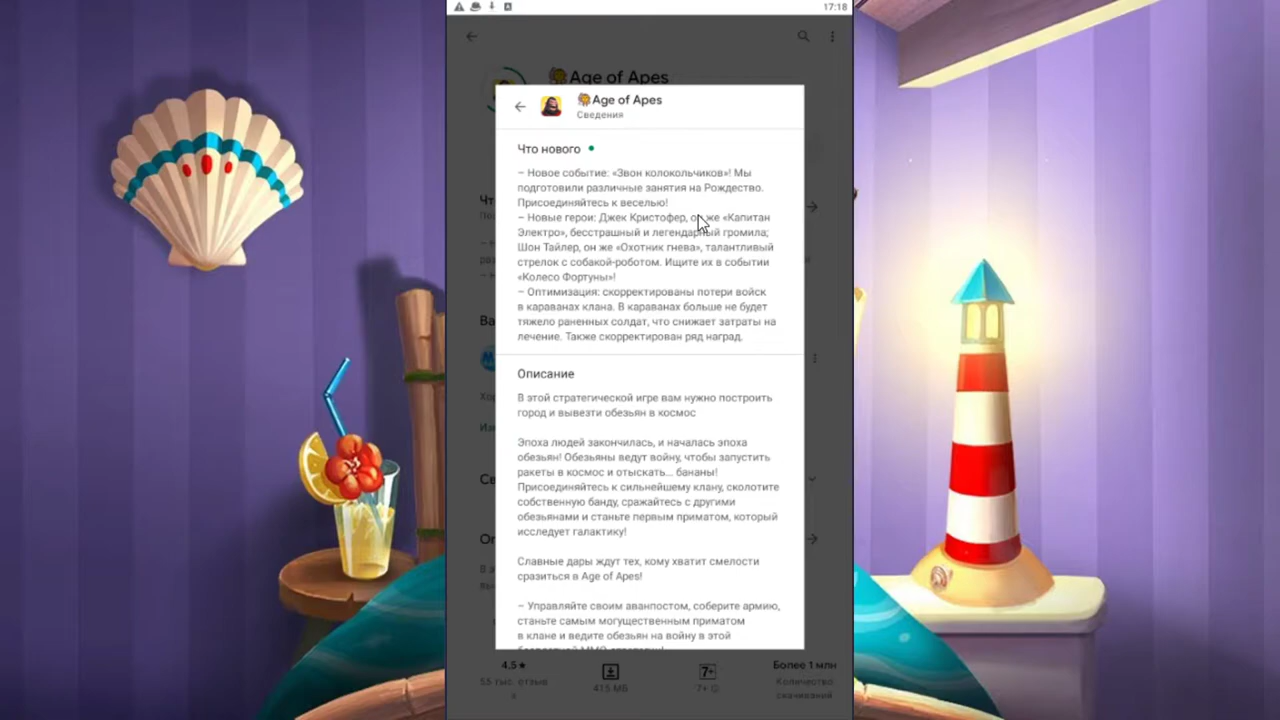 17:18
Age of Apes
Age of Apes
Сведения
Что нового
– Новое событие: «Звон колокольчиков»! Мы
подготовили различные занятия на Рождество.
Присоединяйтесь к веселью!
– Новые герои: Джек Кристофер, он же «Капитан
Электро», бесстрашный и легендарный громила;
Шон Тайлер, он же «Охотник гнева», талантливый
стрелок с собакой-роботом. Ищите их в событии
«Колесо Фортуны»!
– Оптимизация: скорректированы потери войск
в караванах клана. В караванах больше не будет
тяжело раненных солдат, что снижает затраты на
лечение. Также скорректирован ряд наград.
Описание
В этой стратегической игре вам нужно построить
город и вывезти обезьян в космос
Эпоха людей закончилась, и началась эпоха
обезьян! Обезьяны ведут войну, чтобы запустить
ракеты в космос и отыскать... бананы!
Присоединяйтесь к сильнейшему клану, сколотите
собственную банду, сражайтесь с другими
обезьянами и станьте первым приматом, который
исследует галактику!
Славные дары ждут тех, кому хватит смелости
сразиться в Age of Apes!
– Управляйте своим аванпостом, соберите армию,
станьте самым могущественным приматом
в клане и ведите обезьян на войну в этой
4,5★
55 тыс. отзыв
415 МБ
7+
7+
Более 1 млн
Количество
скачиваний